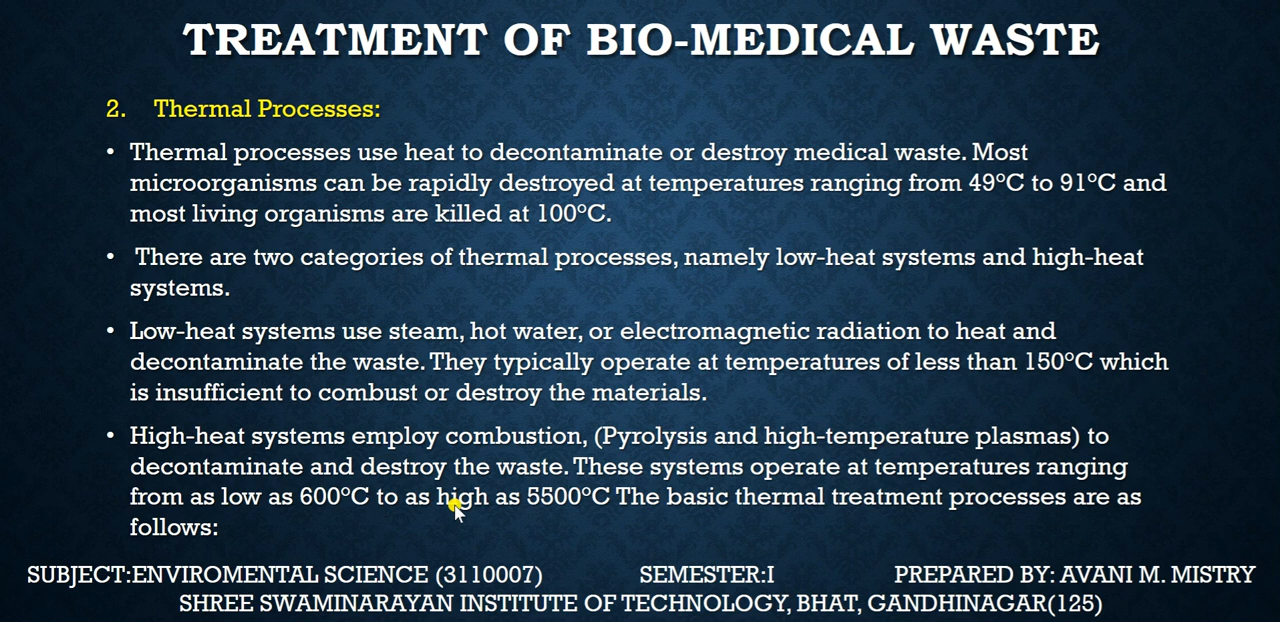 TREATMENT OF BIO-MEDICAL WASTE
2. Thermal Processes:
• Thermal processes use heat to decontaminate or destroy medical waste. Most
microorganisms can be rapidly destroyed at temperatures ranging from 49°C to 91°C and
most living organisms are killed at 100°C.
• There are two categories of thermal processes, namely low-heat systems and high-heat
systems.
• Low-heat systems use steam, hot water, or electromagnetic radiation to heat and
decontaminate the waste. They typically operate at temperatures of less than 150°C which
is insufficient to combust or destroy the materials.
• High-heat systems employ combustion, (Pyrolysis and high-temperature plasmas) to
decontaminate and destroy the waste. These systems operate at temperatures ranging
from as low as 600°C to as high as 5500°C The basic thermal treatment processes are as
follows:
SUBJECT:ENVIROMENTAL SCIENCE (3110007) SEMESTER:I PREPARED BY: AVANI M. MISTRY
SHREE SWAMINARAYAN INSTITUTE OF TECHNOLOGY, BHAT, GANDHINAGAR(125)